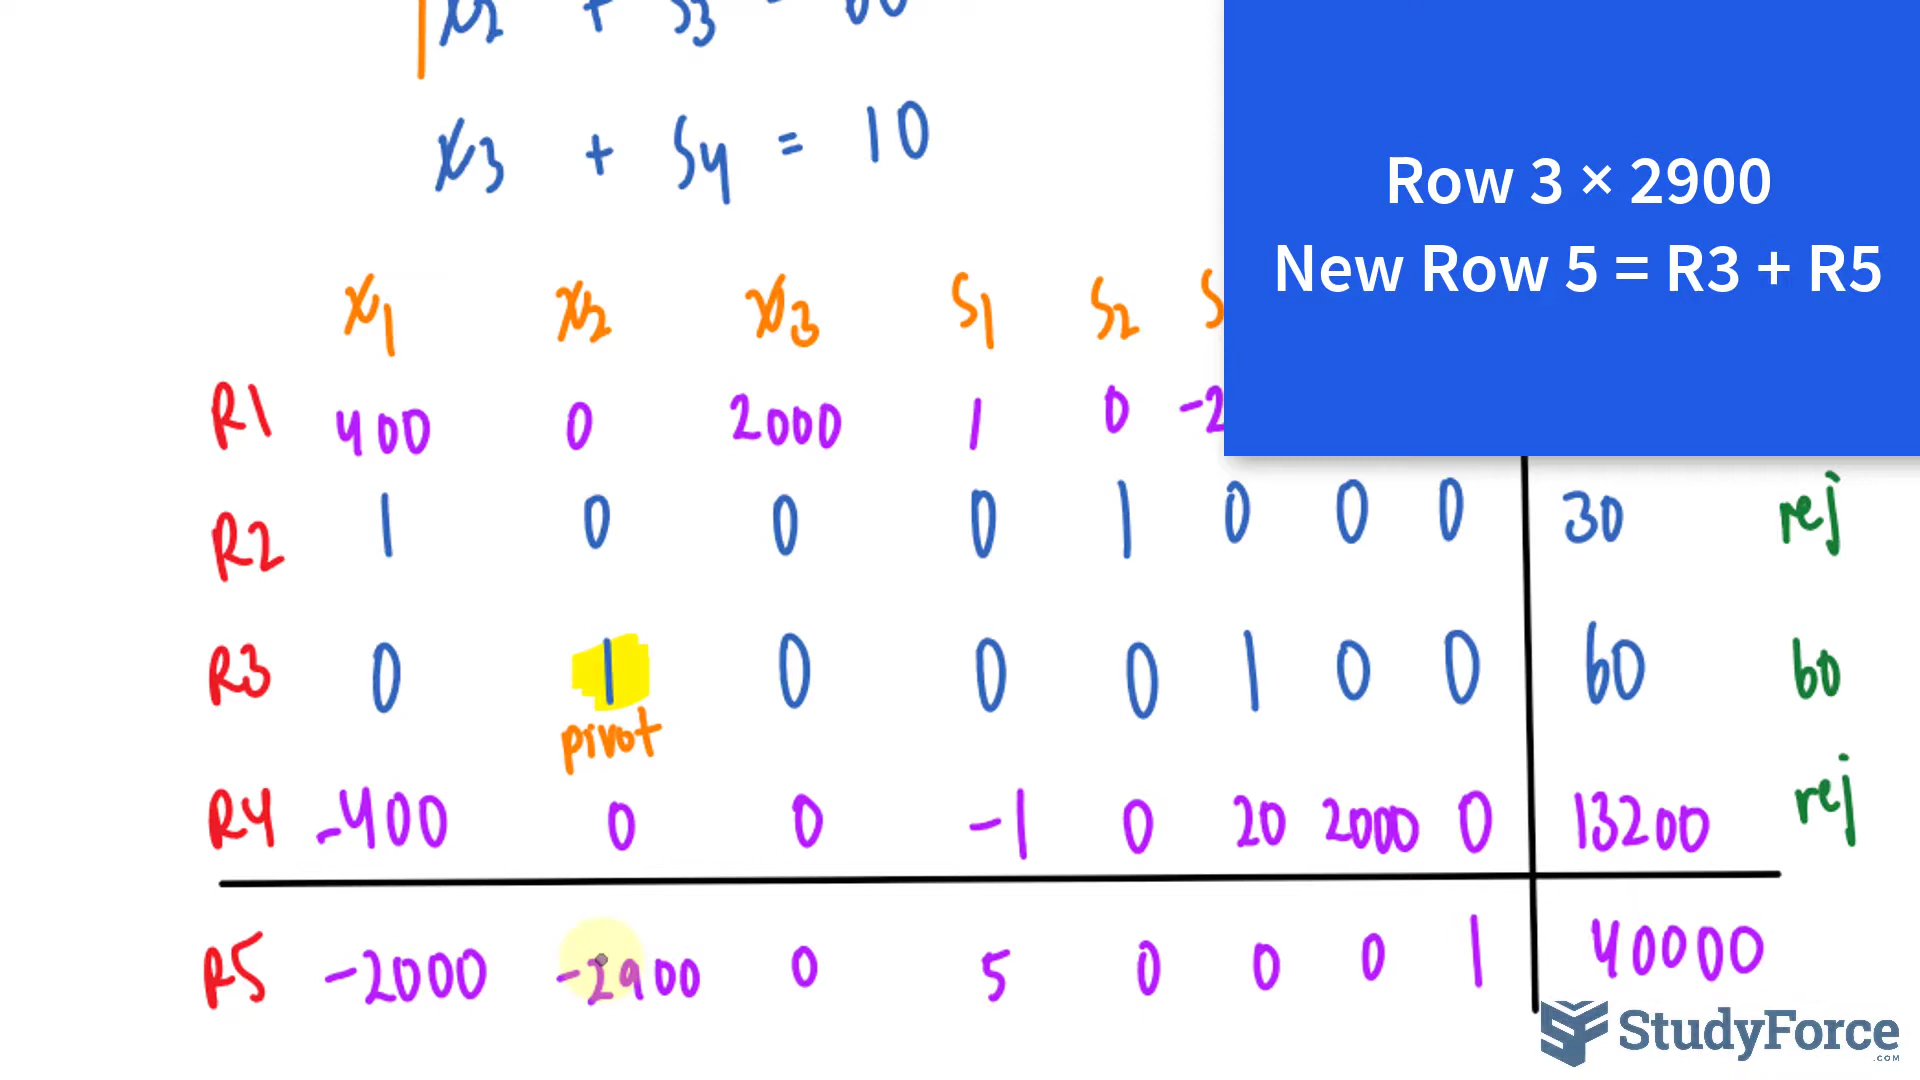 x2 + S3 = 60
x3 + S4 = 10
Row 3 × 2900
New Row 5 = R3 + R5
x1 x2 x3 S1 S2 S
R1 400 0 2000 1 0 -2
R2 1 0 0 0 1 0 0 0 30 rej
R3 0 1 0 0 0 1 0 0 60 60
pivot
R4 -400 0 0 -1 0 20 2000 0 13200 rej
R5 -2000 -2900 0 5 0 0 0 1 40000
StudyForce
.COM